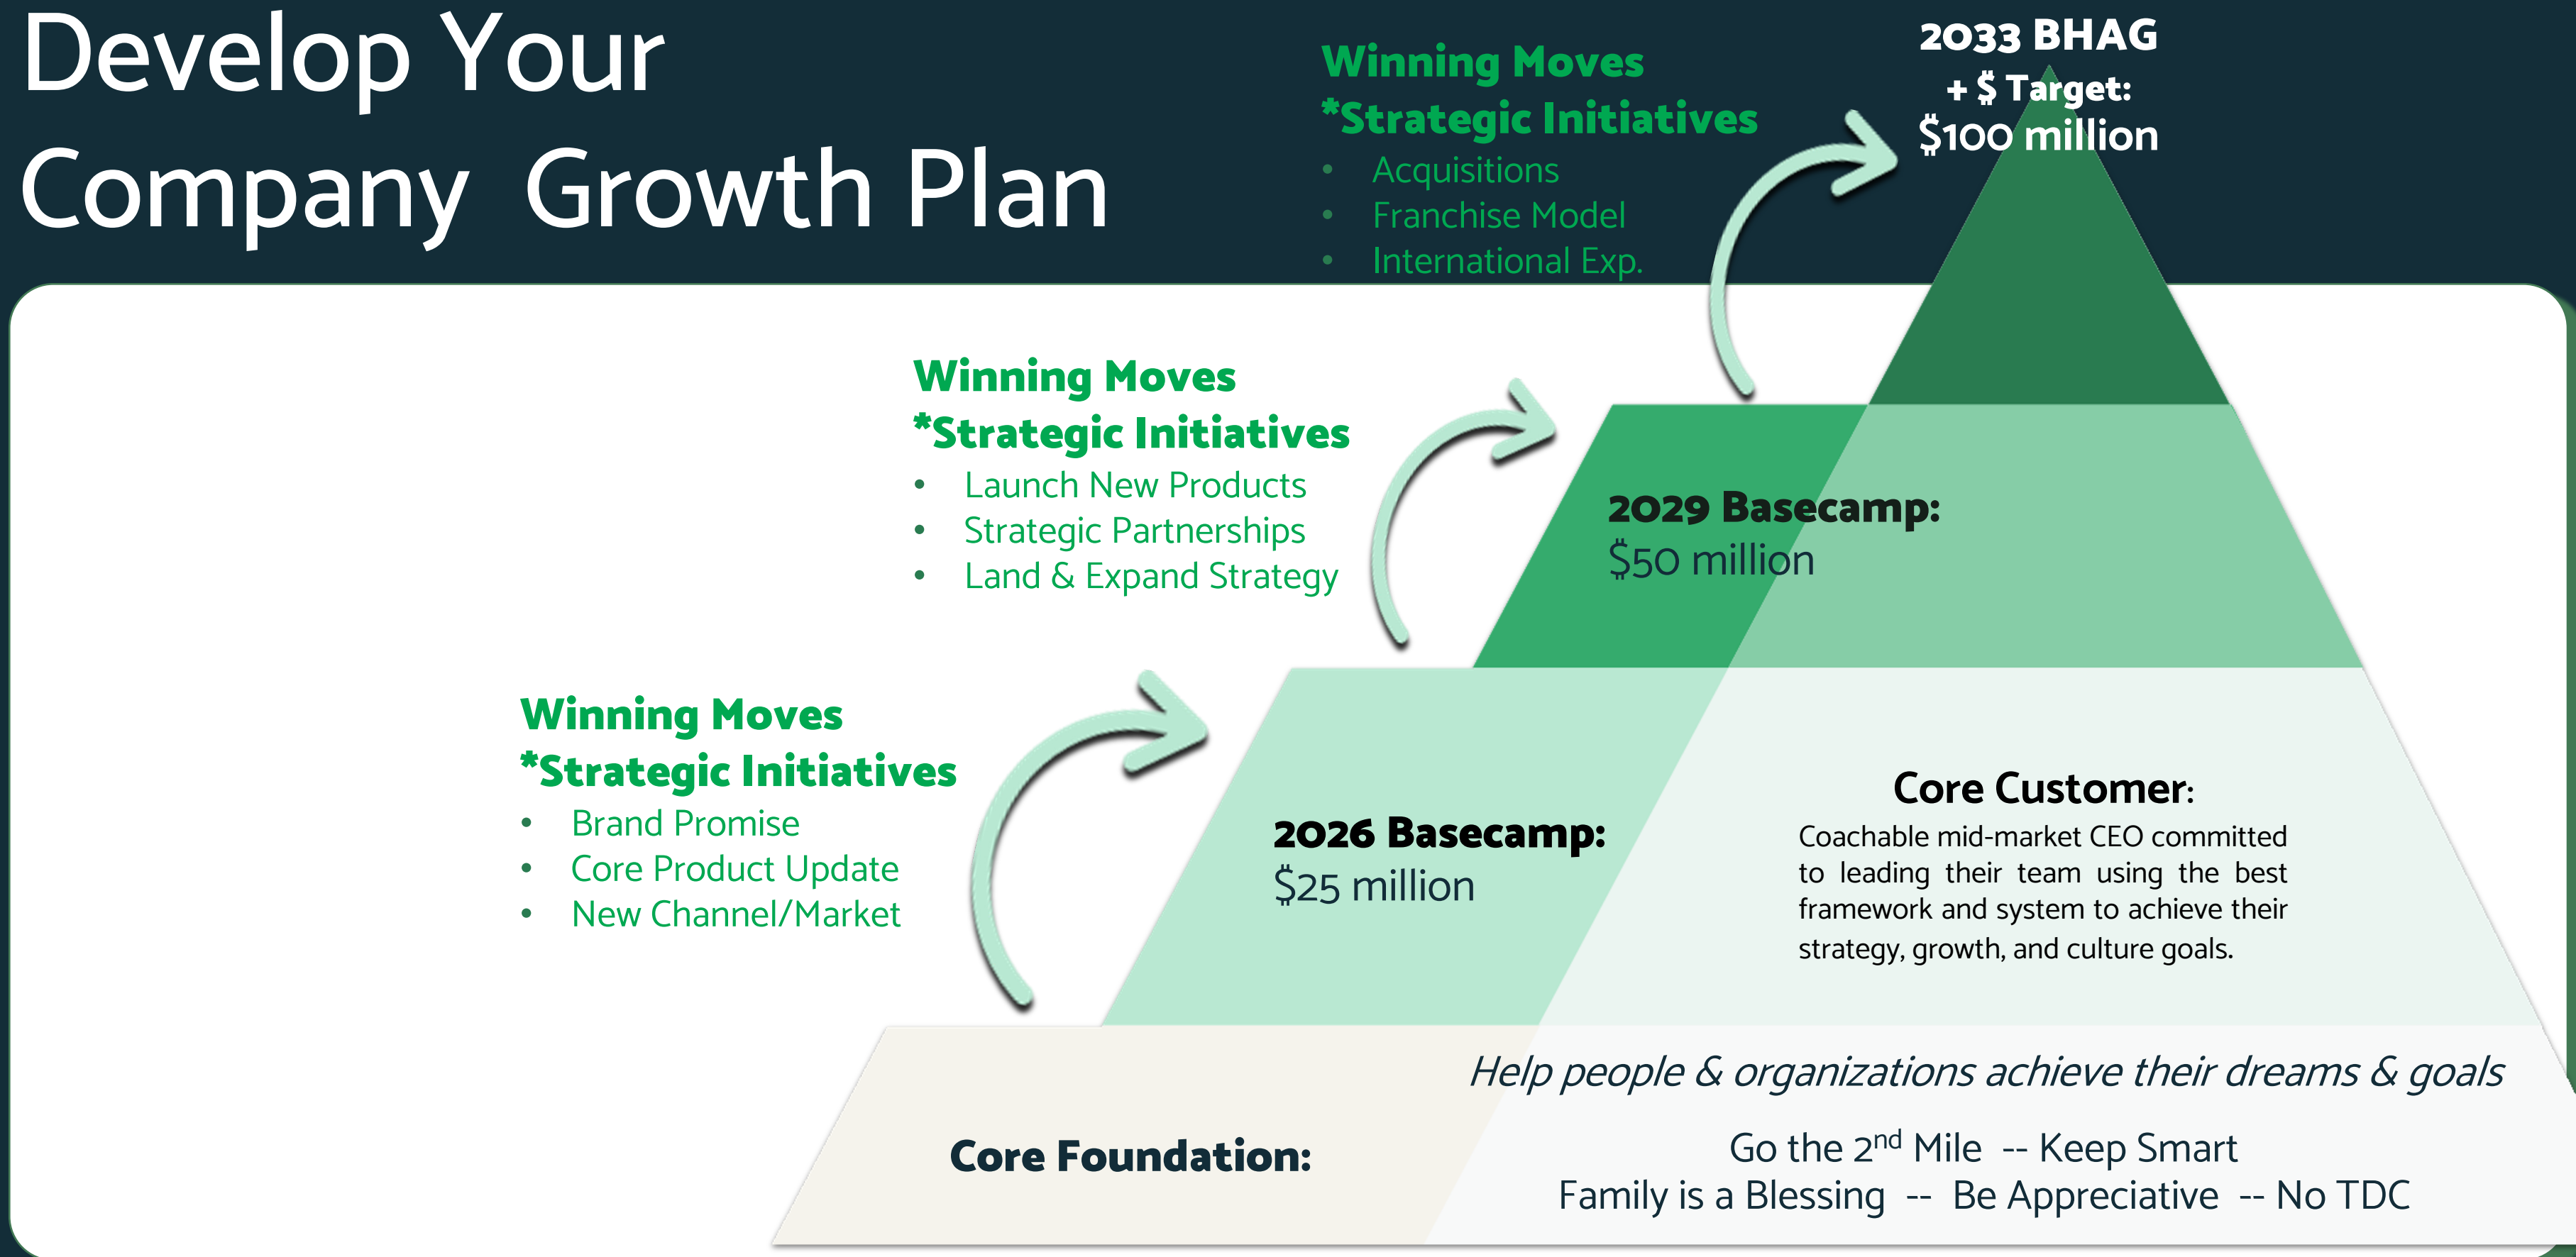 Develop Your
Company Growth Plan
2033 BHAG
+ $ Target:
$100 million
Winning Moves
*Strategic Initiatives
• Acquisitions
• Franchise Model
• International Exp.
Winning Moves
*Strategic Initiatives
• Launch New Products
• Strategic Partnerships
• Land & Expand Strategy
2029 Basecamp:
$50 million
Winning Moves
*Strategic Initiatives
• Brand Promise
• Core Product Update
• New Channel/Market
2026 Basecamp:
$25 million
Core Customer:
Coachable mid-market CEO committed
to leading their team using the best
framework and system to achieve their
strategy, growth, and culture goals.
Core Foundation:
Help people & organizations achieve their dreams & goals
Go the 2nd Mile -- Keep Smart
Family is a Blessing -- Be Appreciative -- No TDC